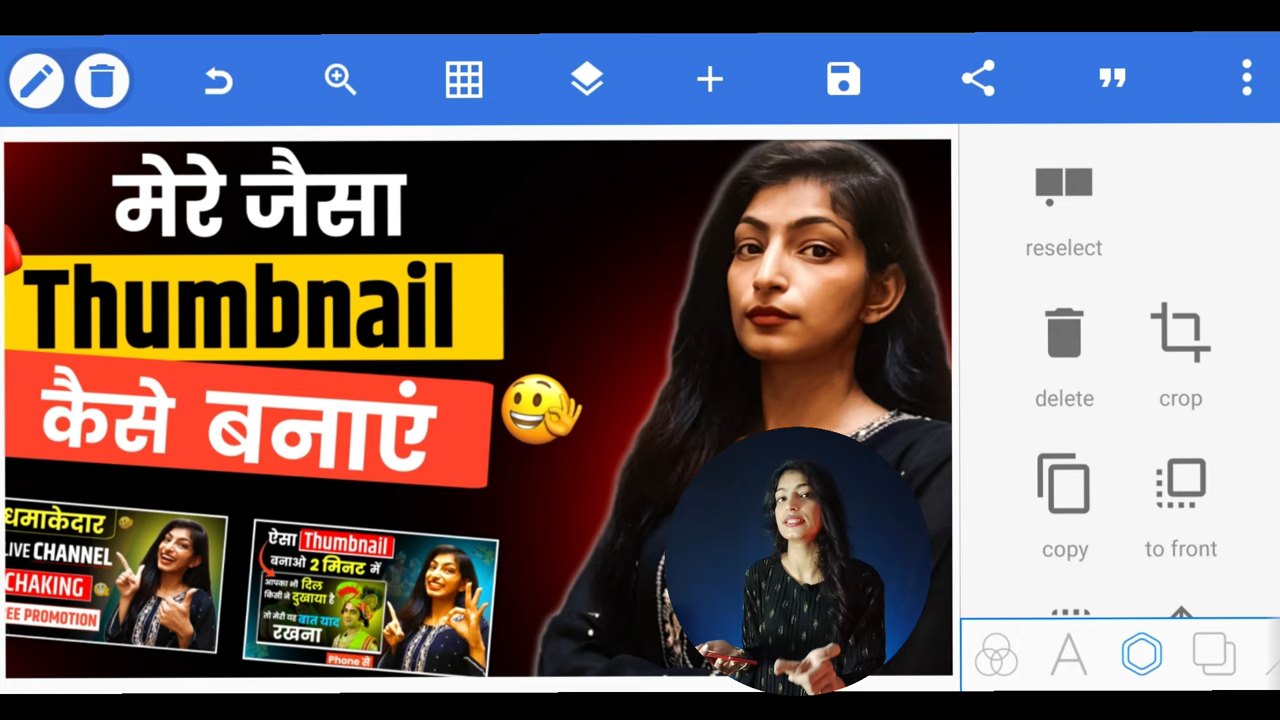 मेरे जैसा
Thumbnail
कैसे बनाएं
धमाकेदार
LIVE CHANNEL
CHAKING
FREE PROMOTION
ऐसा Thumbnail
बनाओ 2 मिनट में
आपका भी दिल
किसी ने दुखाया है
तो मेरी यह बात याद
रखना
Phone से
reselect
delete
crop
copy
to front